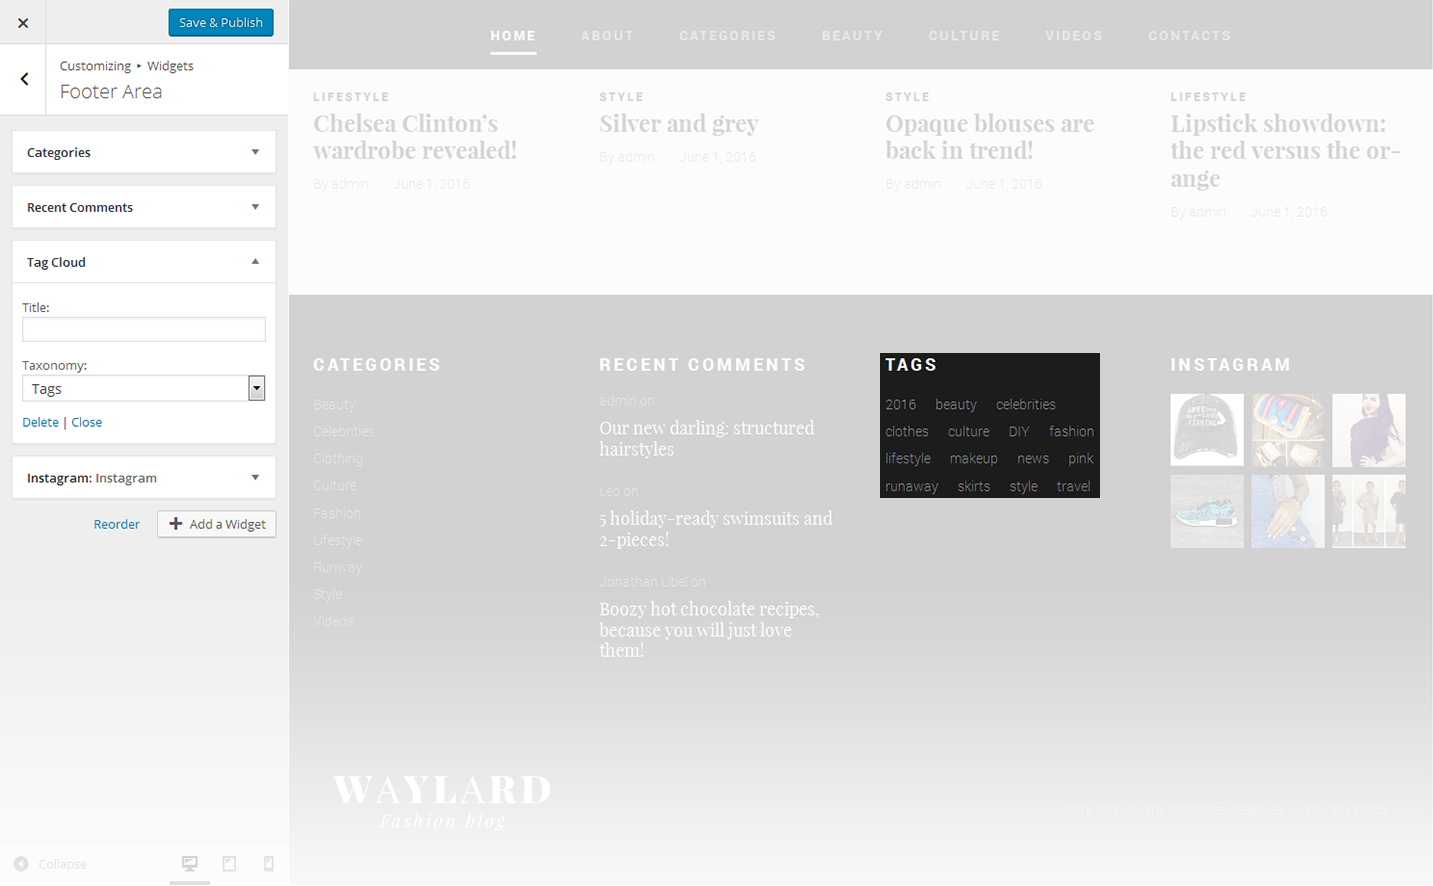 Save & Publish
Customizing ▸ Widgets
Footer Area
Categories
Recent Comments
Tag Cloud
Title:
Taxonomy:
Tags
Delete | Close
Instagram: Instagram
Reorder
Add a Widget
Collapse
HOME ABOUT CATEGORIES BEAUTY CULTURE VIDEOS CONTACTS
LIFESTYLE
Chelsea Clinton's
wardrobe revealed!
By admin June 1, 2016
STYLE
Silver and grey
By admin June 1, 2016
STYLE
Opaque blouses are
back in trend!
By admin June 1, 2016
LIFESTYLE
Lipstick showdown:
the red versus the or-
ange
By admin June 1, 2016
CATEGORIES
Beauty
Celebrities
Clothing
Culture
Fashion
Lifestyle
Runway
Style
Videos
RECENT COMMENTS
admin on
Our new darling: structured
hairstyles
Leo on
5 holiday-ready swimsuits and
2-pieces!
Jonathan Libel on
Boozy hot chocolate recipes,
because you will just love
them!
TAGS
2016 beauty celebrities
clothes culture DIY fashion
lifestyle makeup news pink
runaway skirts style travel
INSTAGRAM
WAYLARD
Fashion blog
2016 By Waylard. All Rights Reserved Privacy Policy